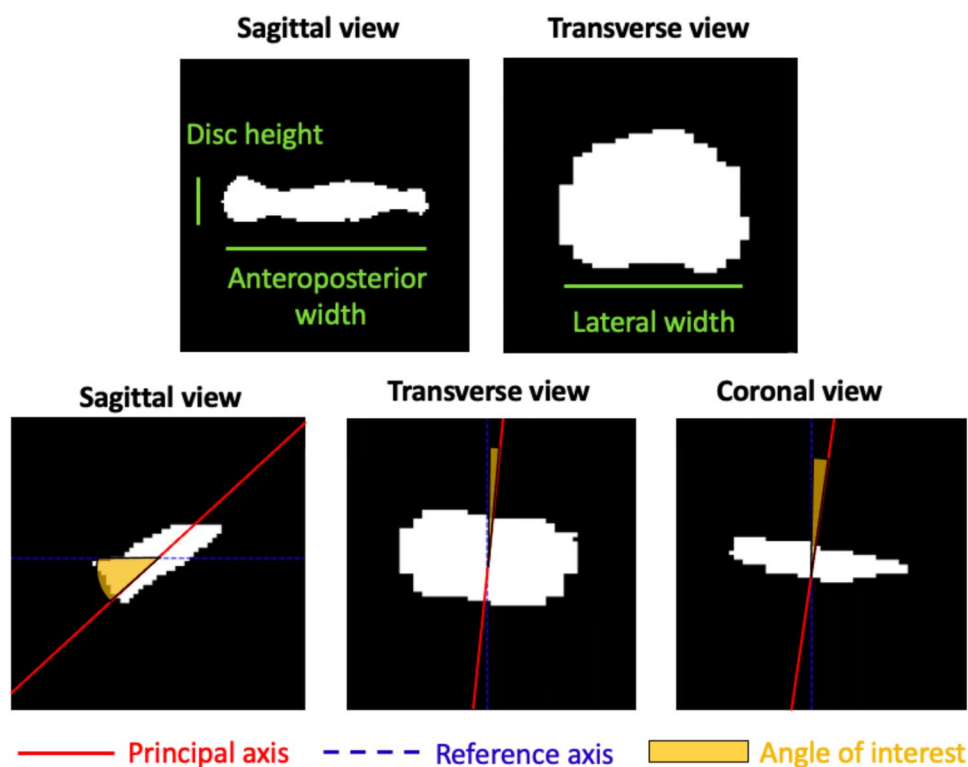 Sagittal view
Transverse view
Disc height
Anteroposterior
width
Lateral width
Sagittal view
Transverse view
Coronal view
Principal axis
Reference axis
Angle of interest